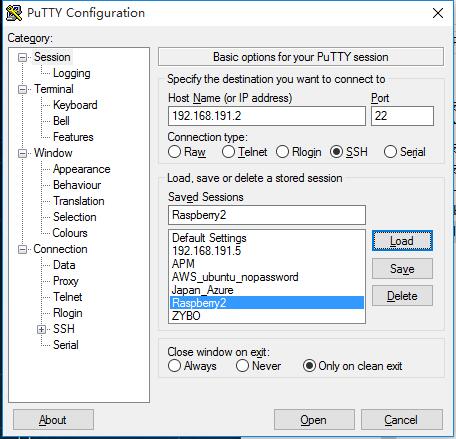 PuTTY Configuration
Category:
Session
Logging
Terminal
Keyboard
Bell
Features
Window
Appearance
Behaviour
Translation
Selection
Colours
Connection
Data
Proxy
Telnet
Rlogin
SSH
Serial
Basic options for your PuTTY session
Specify the destination you want to connect to
Host Name (or IP address) Port
192.168.191.2 22
Connection type:
Raw Telnet Rlogin SSH Serial
Load, save or delete a stored session
Saved Sessions
Raspberry2
Default Settings
192.168.191.5
APM
AWS_ubuntu_nopassword
Japan_Azure
Raspberry2
ZYBO
Load
Save
Delete
Close window on exit:
Always Never Only on clean exit
About Open Cancel